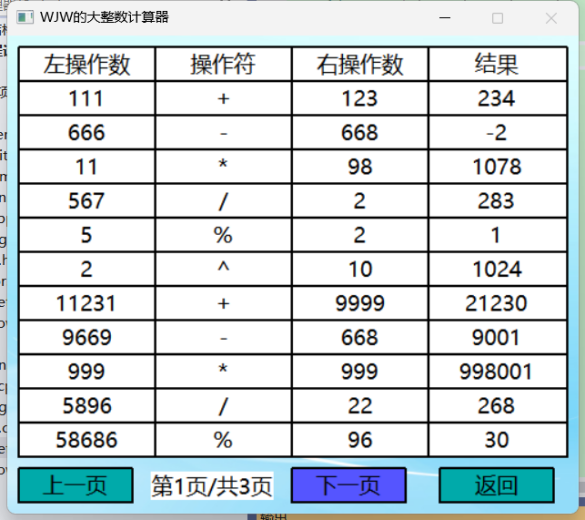 WJW的大整数计算器
左操作数 操作符 右操作数 结果
111 + 123 234
666 - 668 -2
11 * 98 1078
567 / 2 283
5 % 2 1
2 ^ 10 1024
11231 + 9999 21230
9669 - 668 9001
999 * 999 998001
5896 / 22 268
58686 % 96 30
上一页 第1页/共3页 下一页 返回